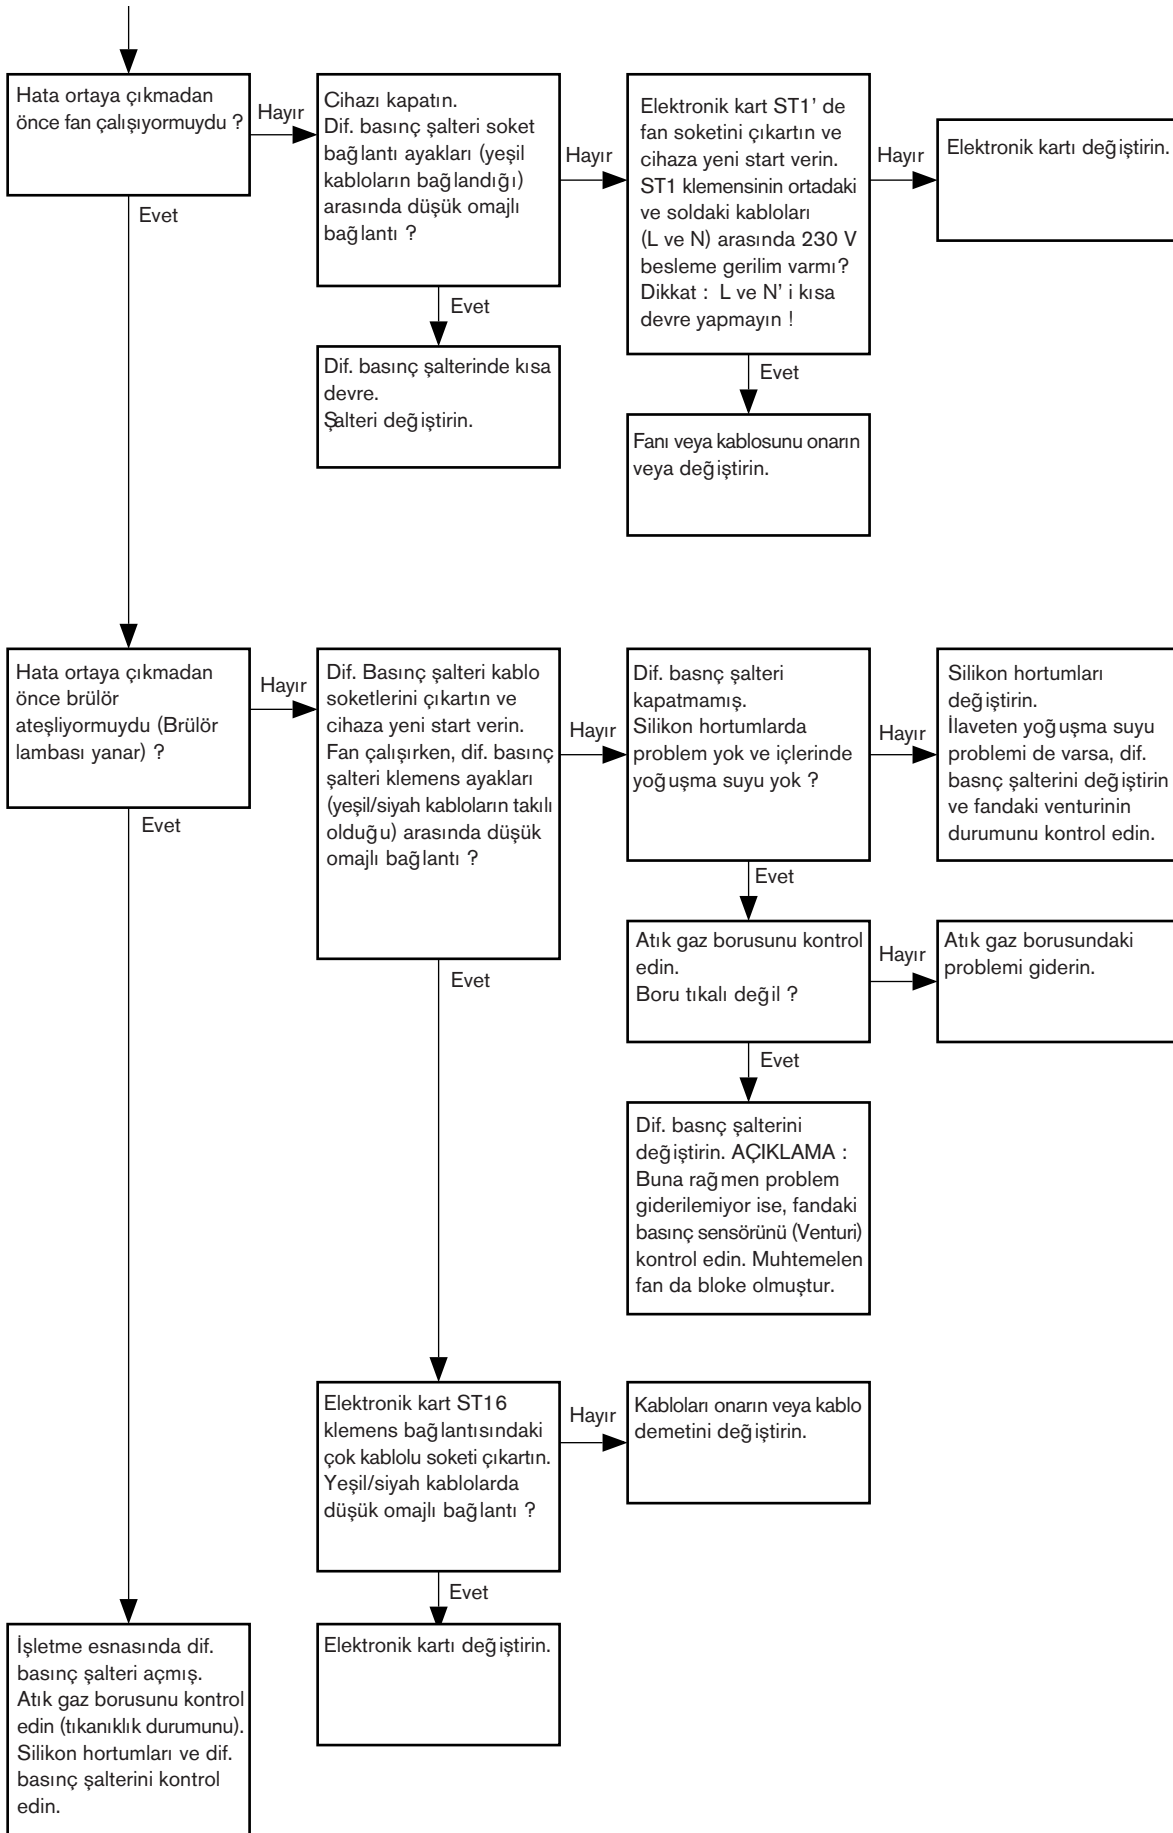 Hata ortaya çıkmadan
önce fan çalışıyormuydu ?
Hayır
Evet
Cihazı kapatın.
Dif. basınç şalteri soket
bağlantı ayakları (yeşil
kabloların bağlandığı)
arasında düşük omajlı
bağlantı ?
Hayır
Evet
Elektronik kart ST1' de
fan soketini çıkartın ve
cihaza yeni start verin.
ST1 klemensinin ortadaki
ve soldaki kabloları
(L ve N) arasında 230 V
besleme gerilim varmı?
Dikkat : L ve N' i kısa
devre yapmayın !
Hayır
Evet
Elektronik kartı değiştirin.
Dif. basınç şalterinde kısa
devre.
Şalteri değiştirin.
Fanı veya kablosunu onarın
veya değiştirin.
Hata ortaya çıkmadan
önce brülör
ateşliyormuydu (Brülör
lambası yanar) ?
Hayır
Evet
Dif. Basınç şalteri kablo
soketlerini çıkartın ve
cihaza yeni start verin.
Fan çalışırken, dif. basınç
şalteri klemens ayakları
(yeşil/siyah kabloların takılı
olduğu) arasında düşük
omajlı bağlantı ?
Hayır
Evet
Dif. basnç şalteri
kapatmamış.
Silikon hortumlarda
problem yok ve içlerinde
yoğuşma suyu yok ?
Hayır
Evet
Silikon hortumları
değiştirin.
İlaveten yoğuşma suyu
problemi de varsa, dif.
basnç şalterini değiştirin
ve fandaki venturinin
durumunu kontrol edin.
Atık gaz borusunu kontrol
edin.
Boru tıkalı değil ?
Hayır
Evet
Atık gaz borusundaki
problemi giderin.
Dif. basnç şalterini
değiştirin. AÇIKLAMA :
Buna rağmen problem
giderilemiyor ise, fandaki
basınç sensörünü (Venturi)
kontrol edin. Muhtemelen
fan da bloke olmuştur.
Elektronik kart ST16
klemens bağlantısındaki
çok kablolu soketi çıkartın.
Yeşil/siyah kablolarda
düşük omajlı bağlantı ?
Hayır
Evet
Kabloları onarın veya kablo
demetini değiştirin.
Elektronik kartı değiştirin.
İşletme esnasında dif.
basınç şalteri açmış.
Atık gaz borusunu kontrol
edin (tıkanıklık durumunu).
Silikon hortumları ve dif.
basınç şalterini kontrol
edin.